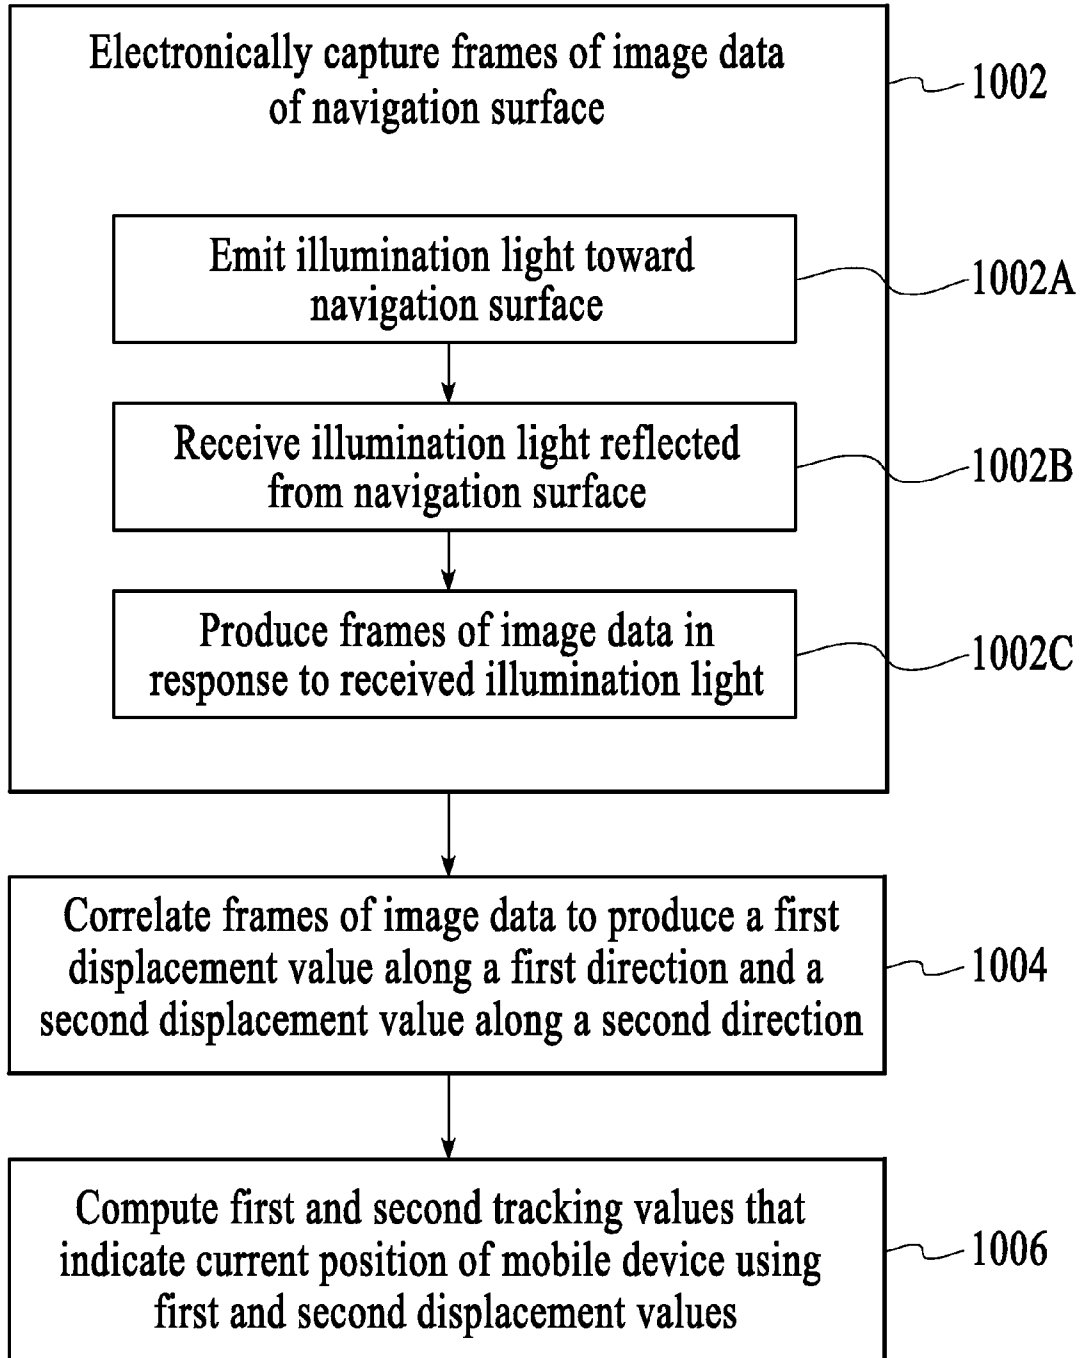 Electronically capture frames of image data
of navigation surface
1002
Emit illumination light toward
navigation surface
1002A
Receive illumination light reflected
from navigation surface
1002B
Produce frames of image data in
response to received illumination light
1002C
Correlate frames of image data to produce a first
displacement value along a first direction and a
second displacement value along a second direction
1004
Compute first and second tracking values that
indicate current position of mobile device using
first and second displacement values
1006